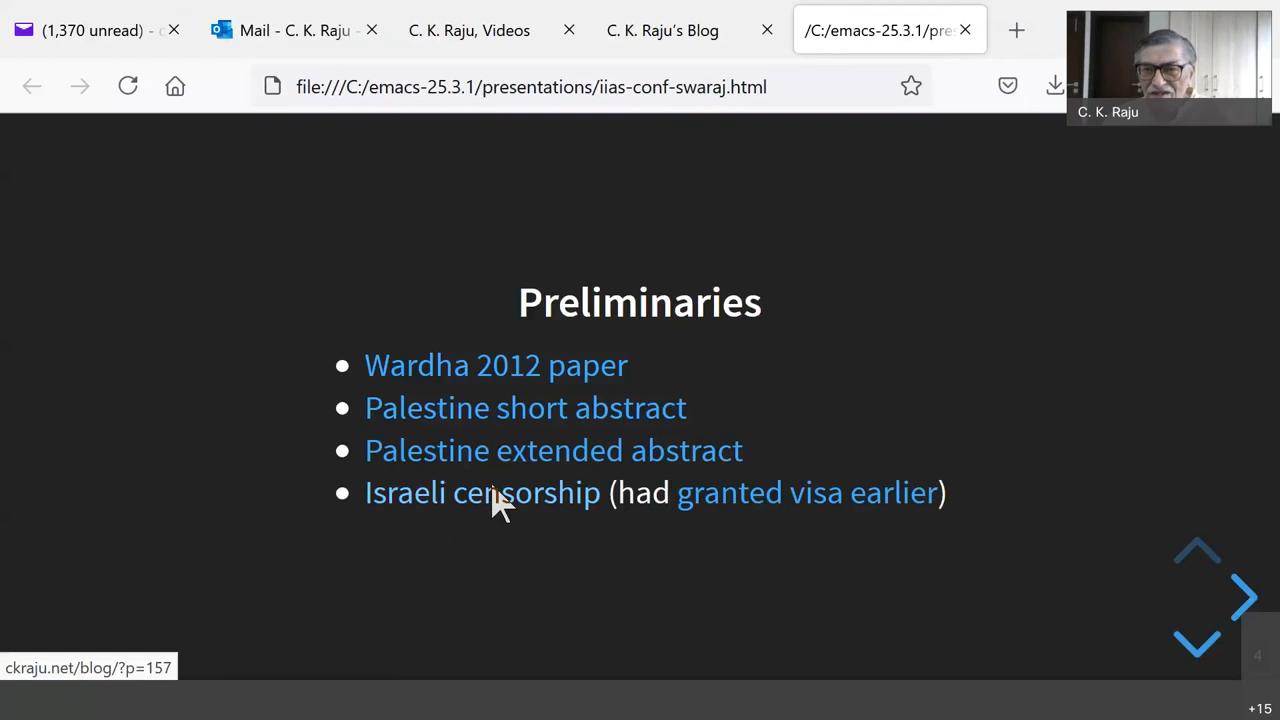 (1,370 unread) - c
Mail - C. K. Raju -
C. K. Raju, Videos
C. K. Raju's Blog
/C:/emacs-25.3.1/pres
file:///C:/emacs-25.3.1/presentations/iias-conf-swaraj.html
C. K. Raju
Preliminaries
Wardha 2012 paper
Palestine short abstract
Palestine extended abstract
Israeli censorship (had granted visa earlier)
4
ckraju.net/blog/?p=157
+15